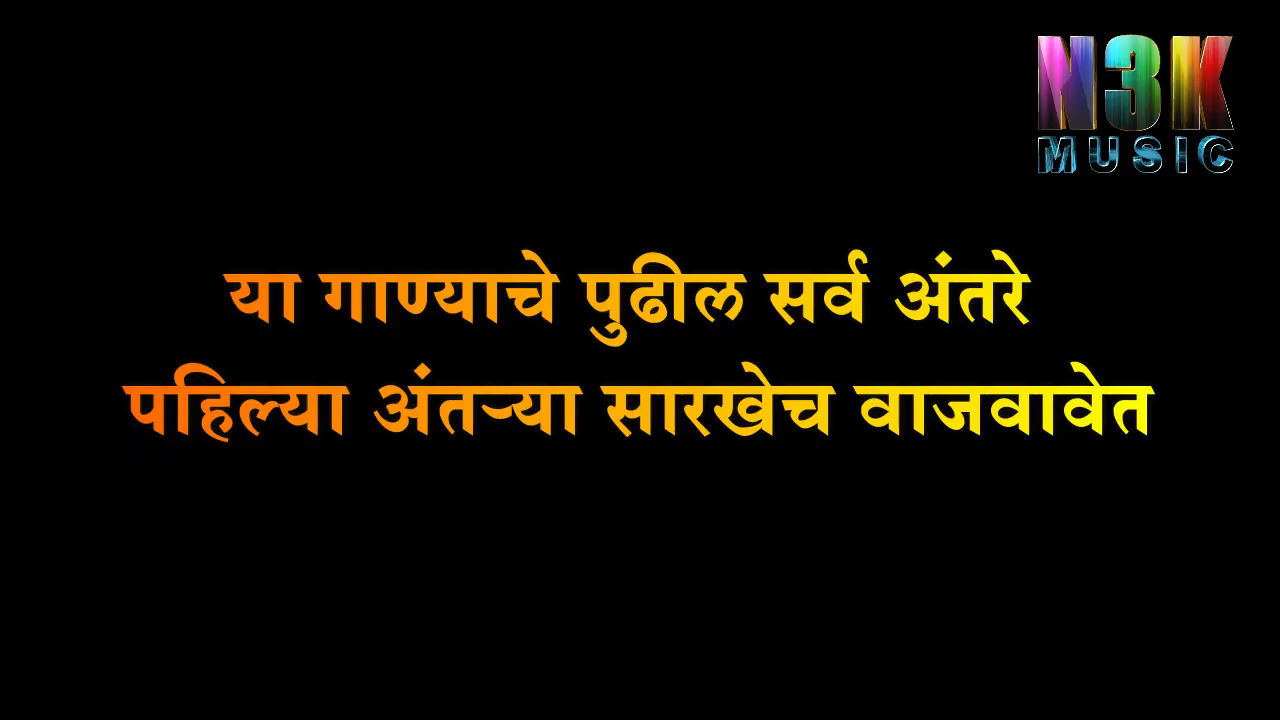 N3K
MUSIC
या गाण्याचे पुढील सर्व अंतरे
पहिल्या अंतऱ्या सारखेच वाजवावेत